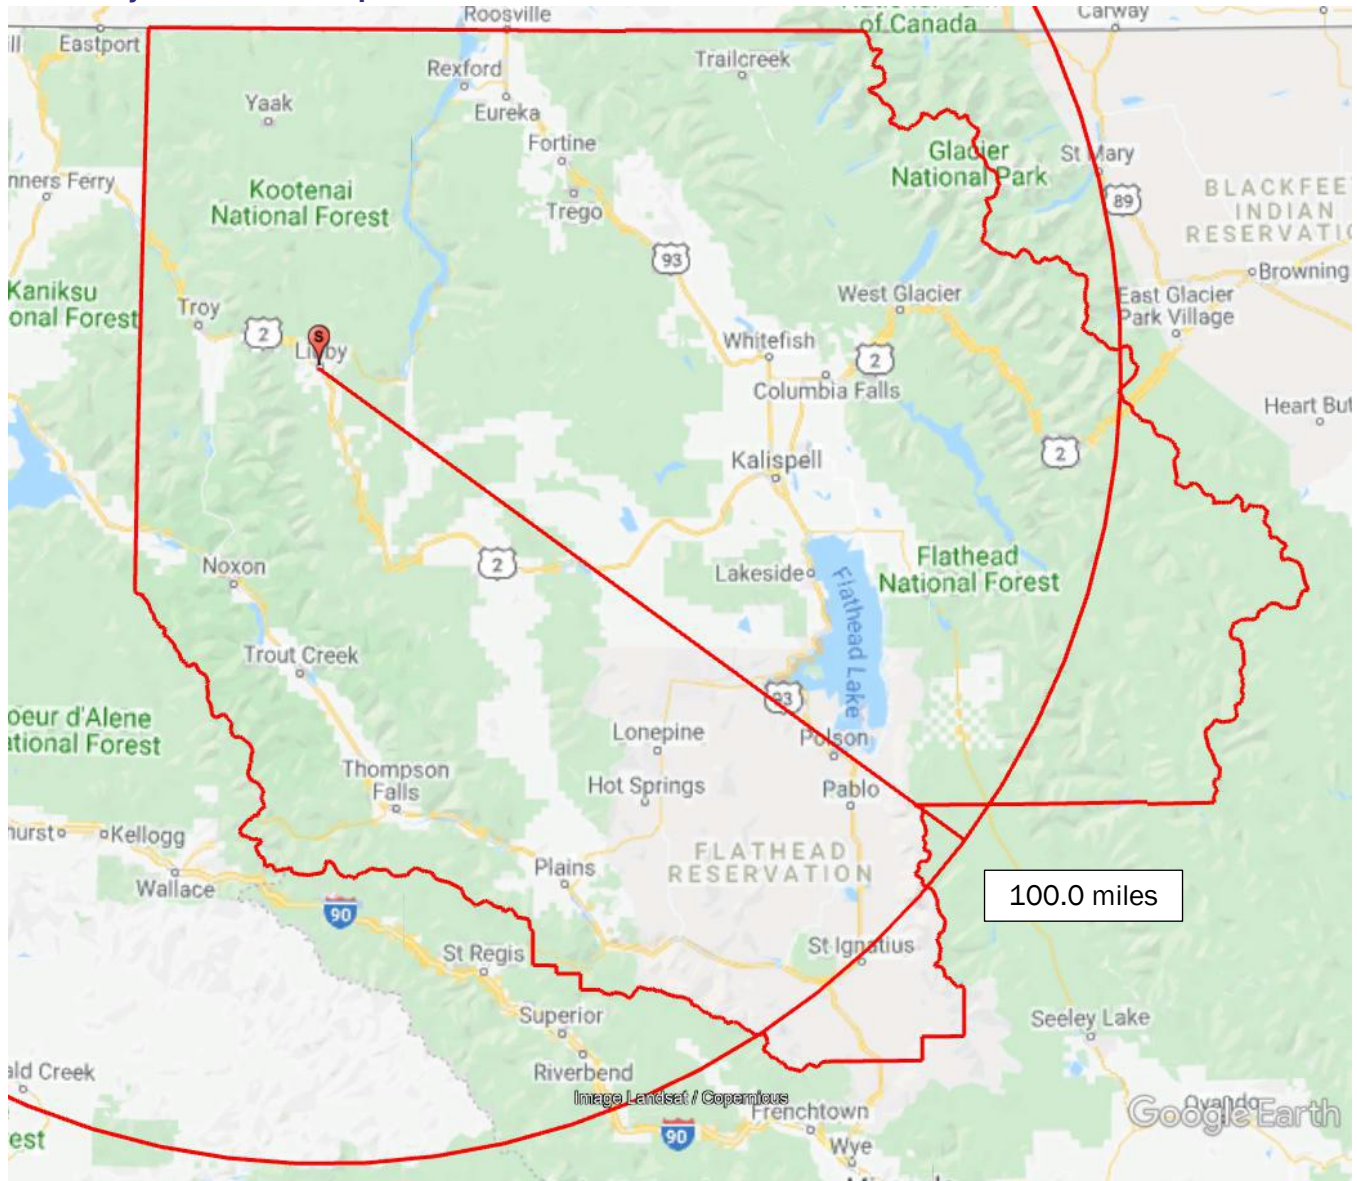 Roosville
Carway
of Canada
Eastport
Rexford
Trailcreek
Yaak
Eureka
Fortine
Glacier
National Park
St Mary
nners Ferry
Kootenai
National Forest
Trego
89
BLACKFEE
INDIAN
RESERVATIO
93
Browning
Kaniksu
onal Forest
Troy
2
Libby
West Glacier
East Glacier
Park Village
Whitefish
2
Columbia Falls
Heart But
Kalispell
2
Noxon
2
Lakeside
Flathead Lake
Flathead
National Forest
Trout Creek
93
oeur d'Alene
ational Forest
Lonepine
Polson
Thompson
Falls
Hot Springs
Pablo
hurst
Kellogg
Wallace
Plains
FLATHEAD
RESERVATION
100.0 miles
90
St Regis
St Ignatius
Superior
Seeley Lake
Riverbend
ald Creek
Image Landsat / Copernicus
Frenchtown
Ovando
Google Earth
90
Wye
est